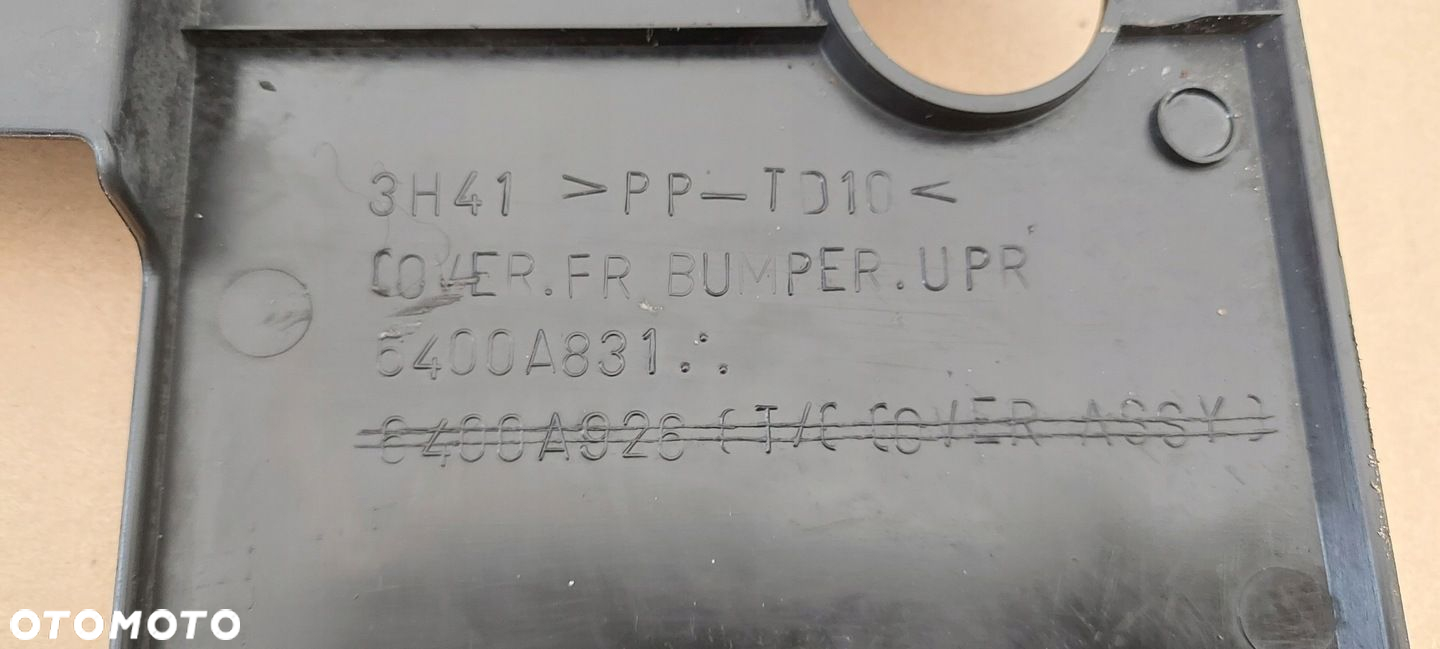 3H41 >PP-TD10<
COVER.FR BUMPER.UPR
6400A831
6400A926 (T/C COVER ASSY)
OTOMOTO